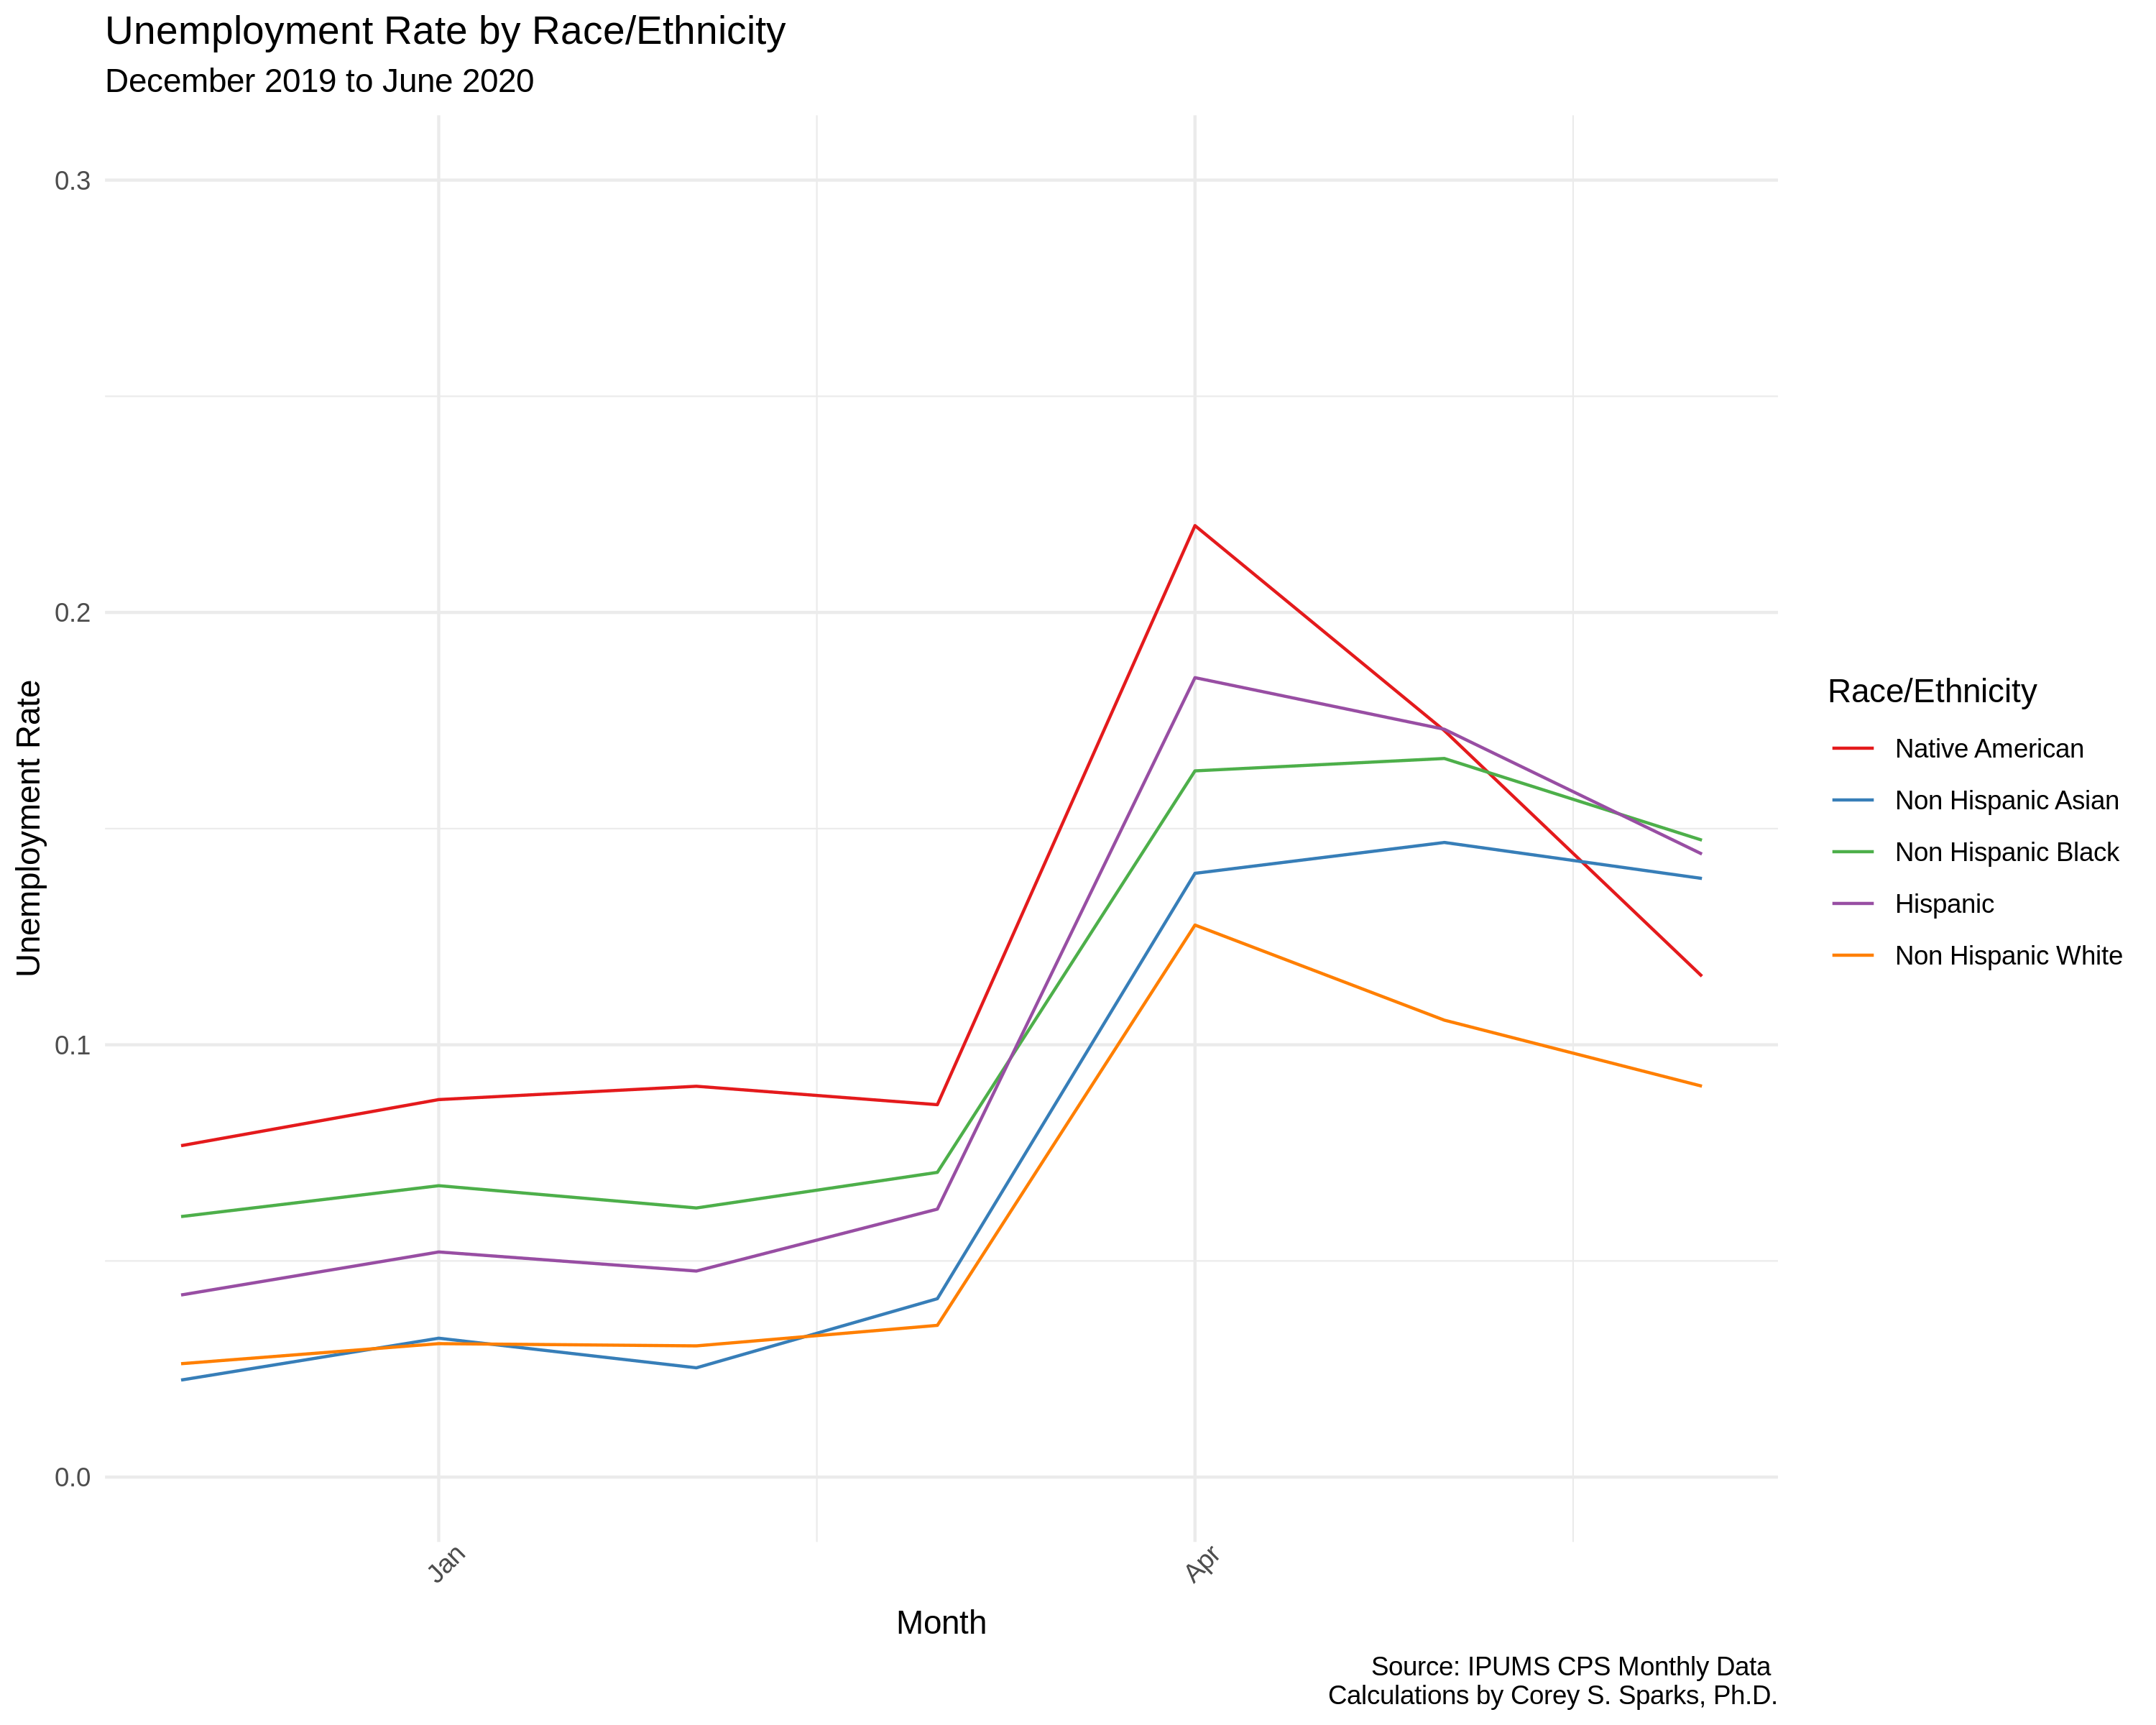 Unemployment Rate by Race/Ethnicity
December 2019 to June 2020
0.3
0.2
0.1
0.0
Unemployment Rate
Jan
Apr
Month
Race/Ethnicity
Native American
Non Hispanic Asian
Non Hispanic Black
Hispanic
Non Hispanic White
Source: IPUMS CPS Monthly Data
Calculations by Corey S. Sparks, Ph.D.